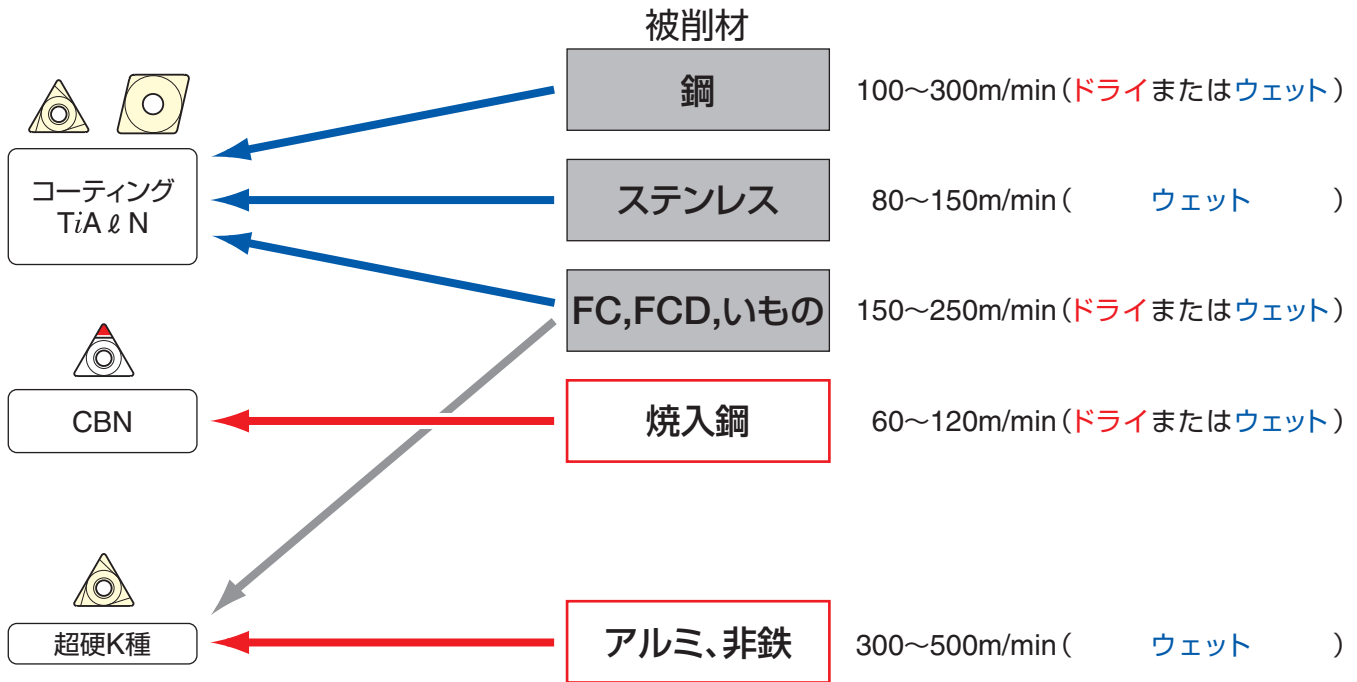 被削材
鋼 100～300m/min（ドライまたはウェット）
コーティング
TiAℓN
ステンレス 80～150m/min（ ウェット ）
FC,FCD,いもの 150～250m/min（ドライまたはウェット）
CBN 焼入鋼 60～120m/min（ドライまたはウェット）
超硬K種 アルミ、非鉄 300～500m/min（ ウェット ）